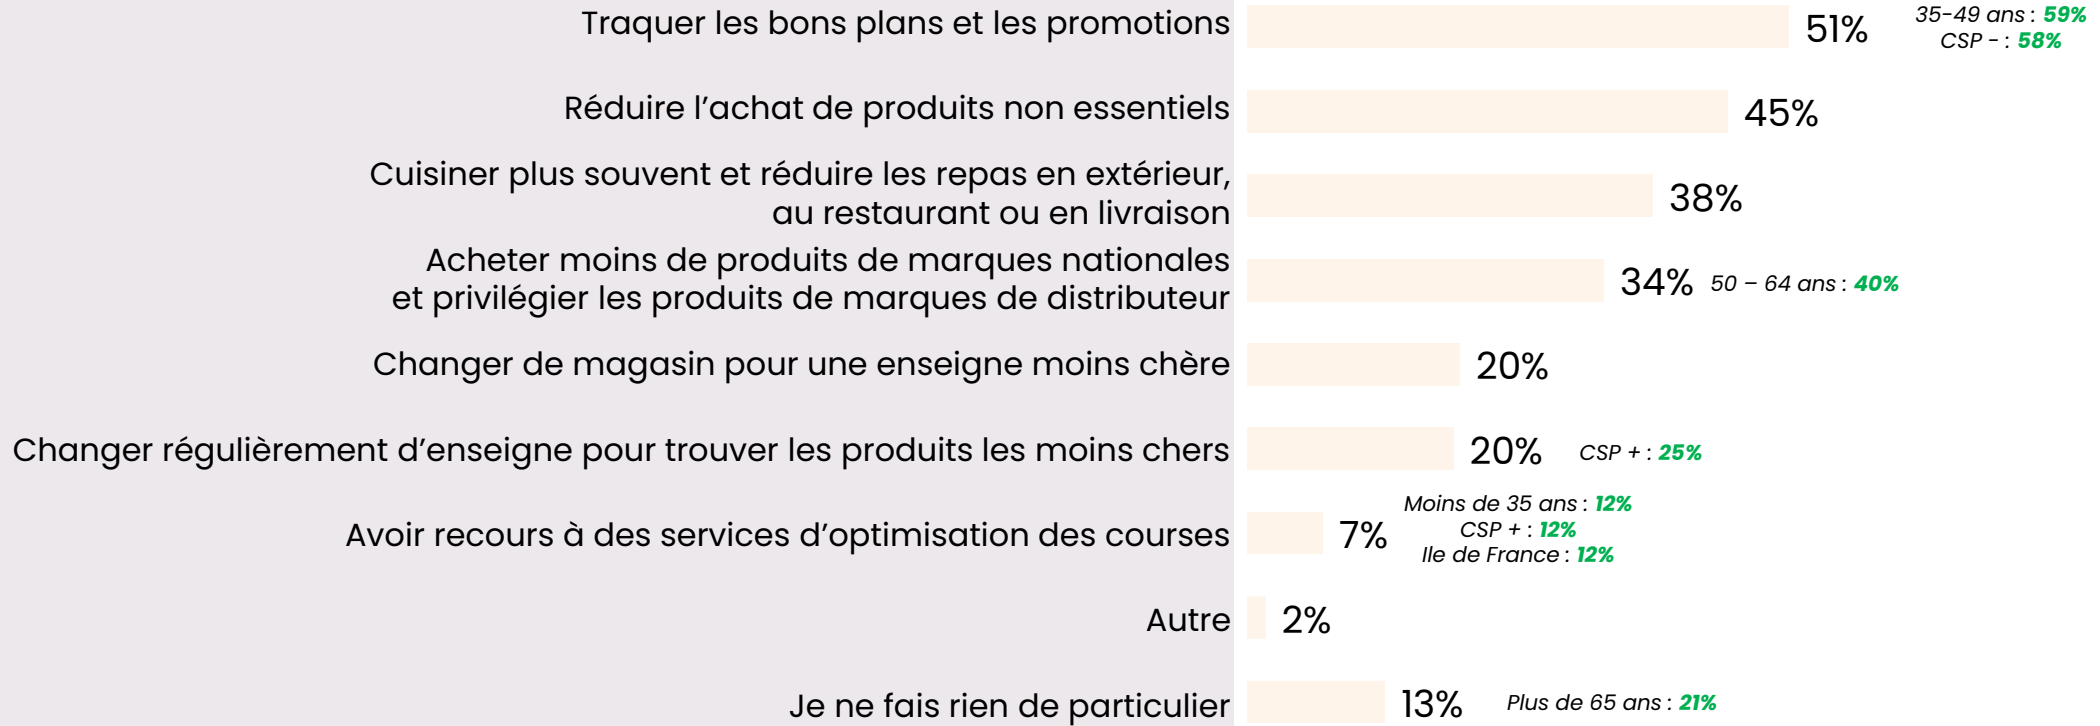 Traquer les bons plans et les promotions
51%
35-49 ans : 59%
CSP - : 58%
Réduire l’achat de produits non essentiels
45%
Cuisiner plus souvent et réduire les repas en extérieur,
au restaurant ou en livraison
38%
Acheter moins de produits de marques nationales
et privilégier les produits de marques de distributeur
34%
50 – 64 ans : 40%
Changer de magasin pour une enseigne moins chère
20%
Changer régulièrement d’enseigne pour trouver les produits les moins chers
20%
CSP + : 25%
Avoir recours à des services d’optimisation des courses
7%
Moins de 35 ans : 12%
CSP + : 12%
Ile de France : 12%
Autre
2%
Je ne fais rien de particulier
13%
Plus de 65 ans : 21%